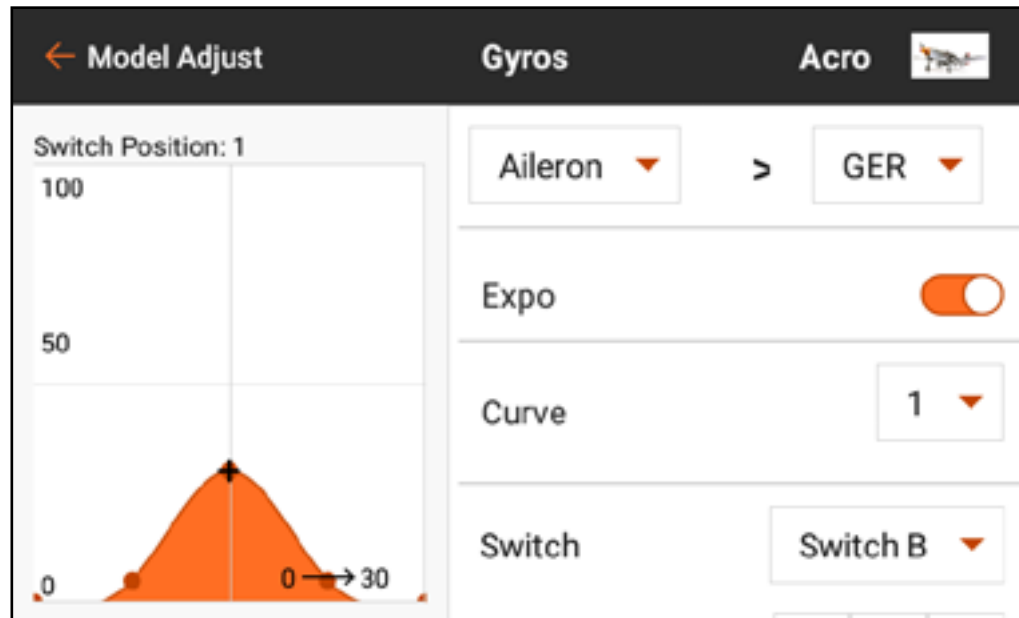 Model Adjust
Gyros
Acro
Switch Position: 1
100
50
0
0 → 30
Aileron
>
GER
Expo
Curve
1
Switch
Switch B